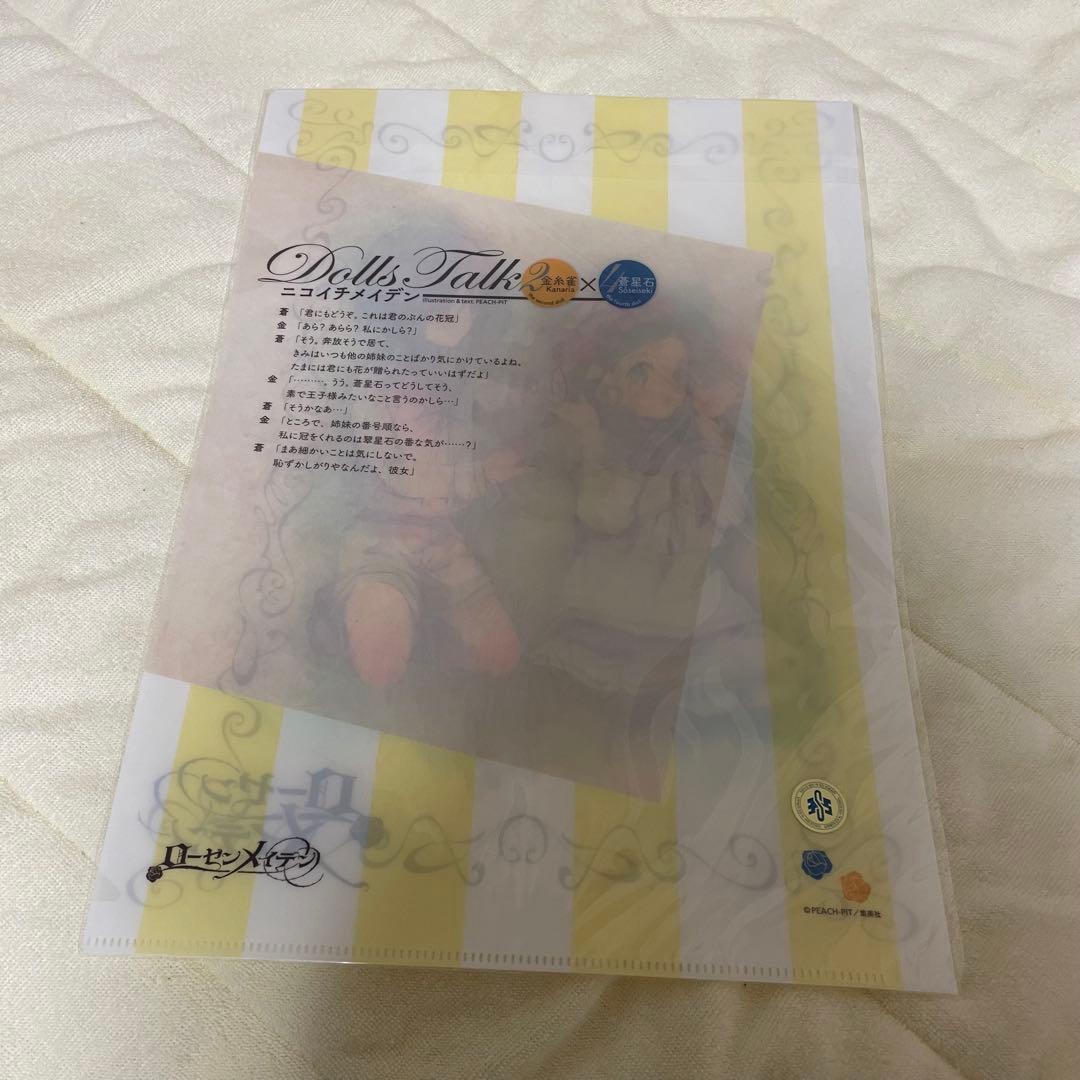 Dolls Talk
2 金糸雀 Kanaria the second doll × 4 蒼星石 Sōseiseki the fourth doll
ニコイチメイデン illustration & text: PEACH-PIT
蒼「君にもどうぞ。これは君のぶんの花冠」
金「あら？あらら？私にかしら？」
蒼「そう。奔放そうで居て、
きみはいつも他の姉妹のことばかり気にかけているよね。
たまには君にも花が贈られたっていいはずだよ」
金「………。うう。蒼星石ってどうしてそう、
素で王子様みたいなこと言うのかしら…」
蒼「そうかなあ…」
金「ところで、姉妹の番号順なら、
私に冠をくれるのは翠星石の番な気が……？」
蒼「まあ細かいことは気にしないで。
恥ずかしがりやなんだよ、彼女」
ローゼンメイデン
©PEACH-PIT／集英社